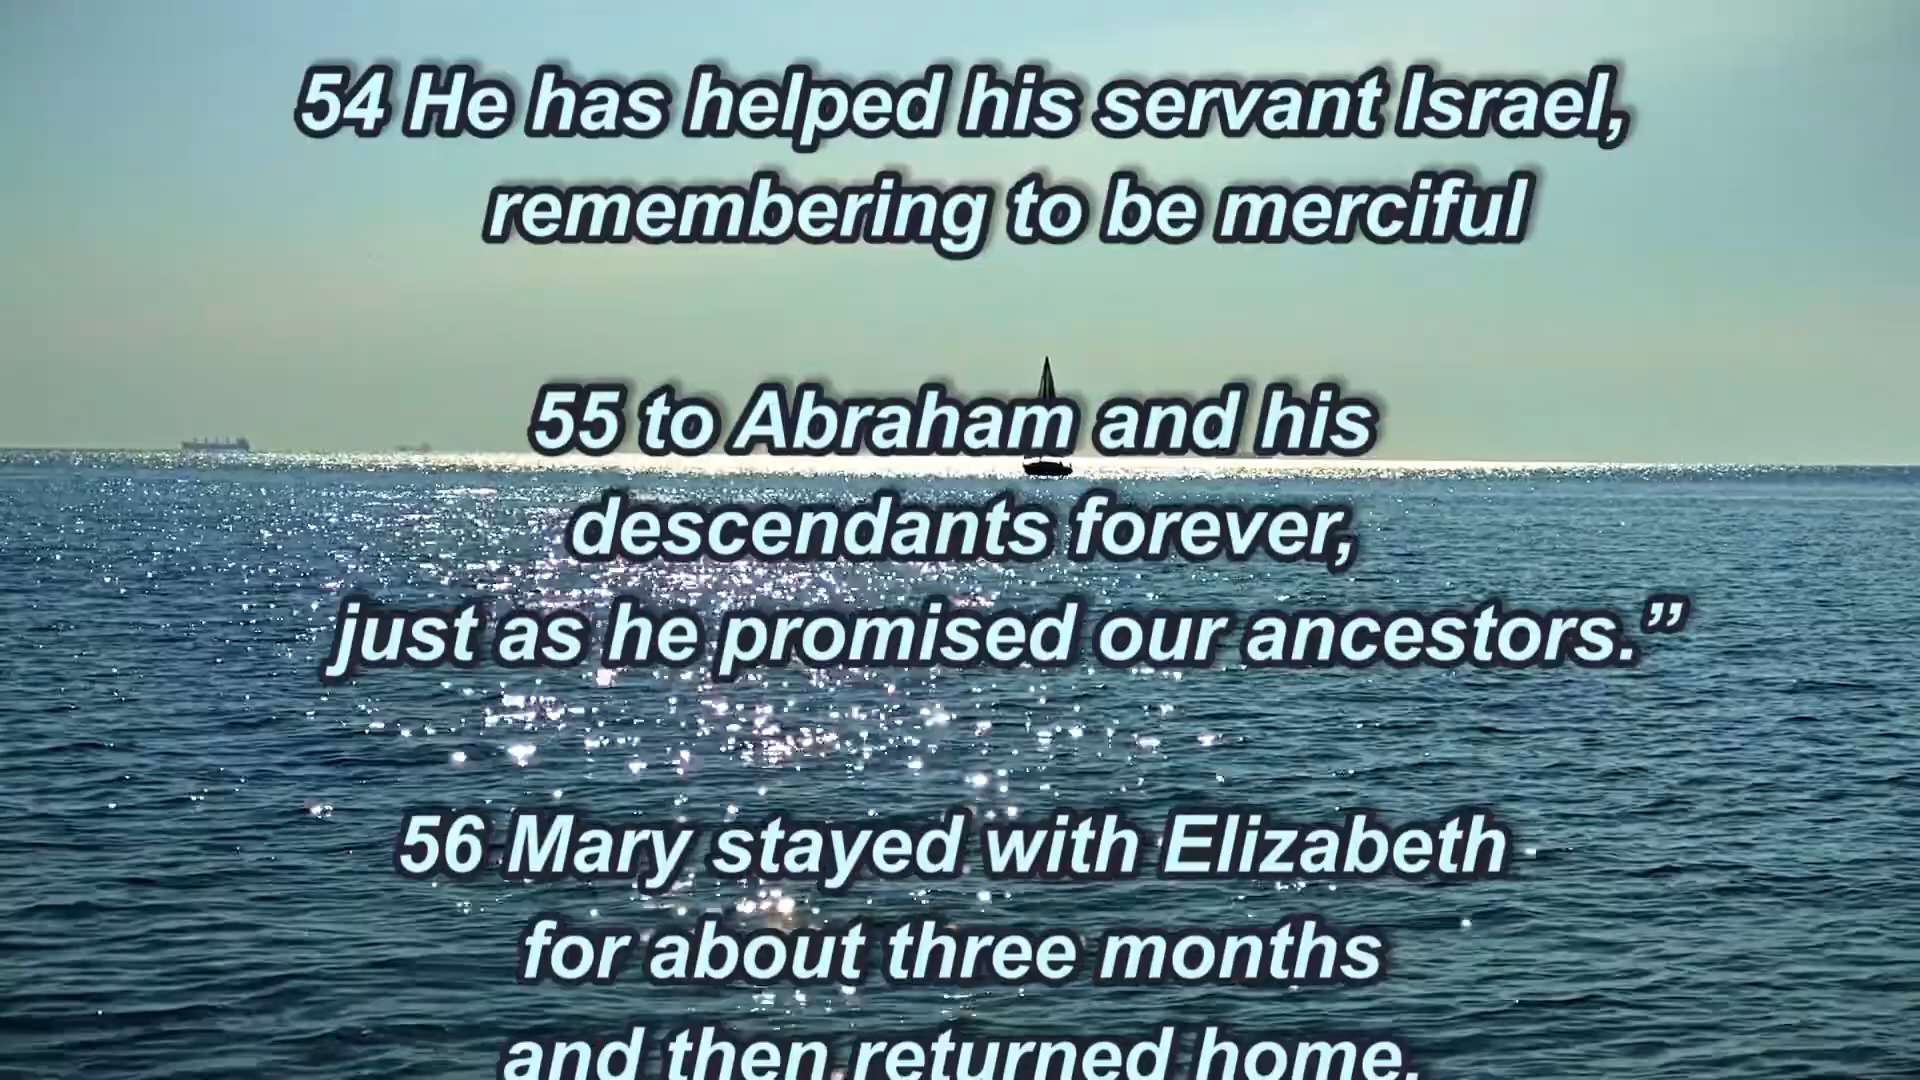 54 He has helped his servant Israel,
remembering to be merciful
55 to Abraham and his
descendants forever,
just as he promised our ancestors.”
56 Mary stayed with Elizabeth
for about three months
and then returned home.